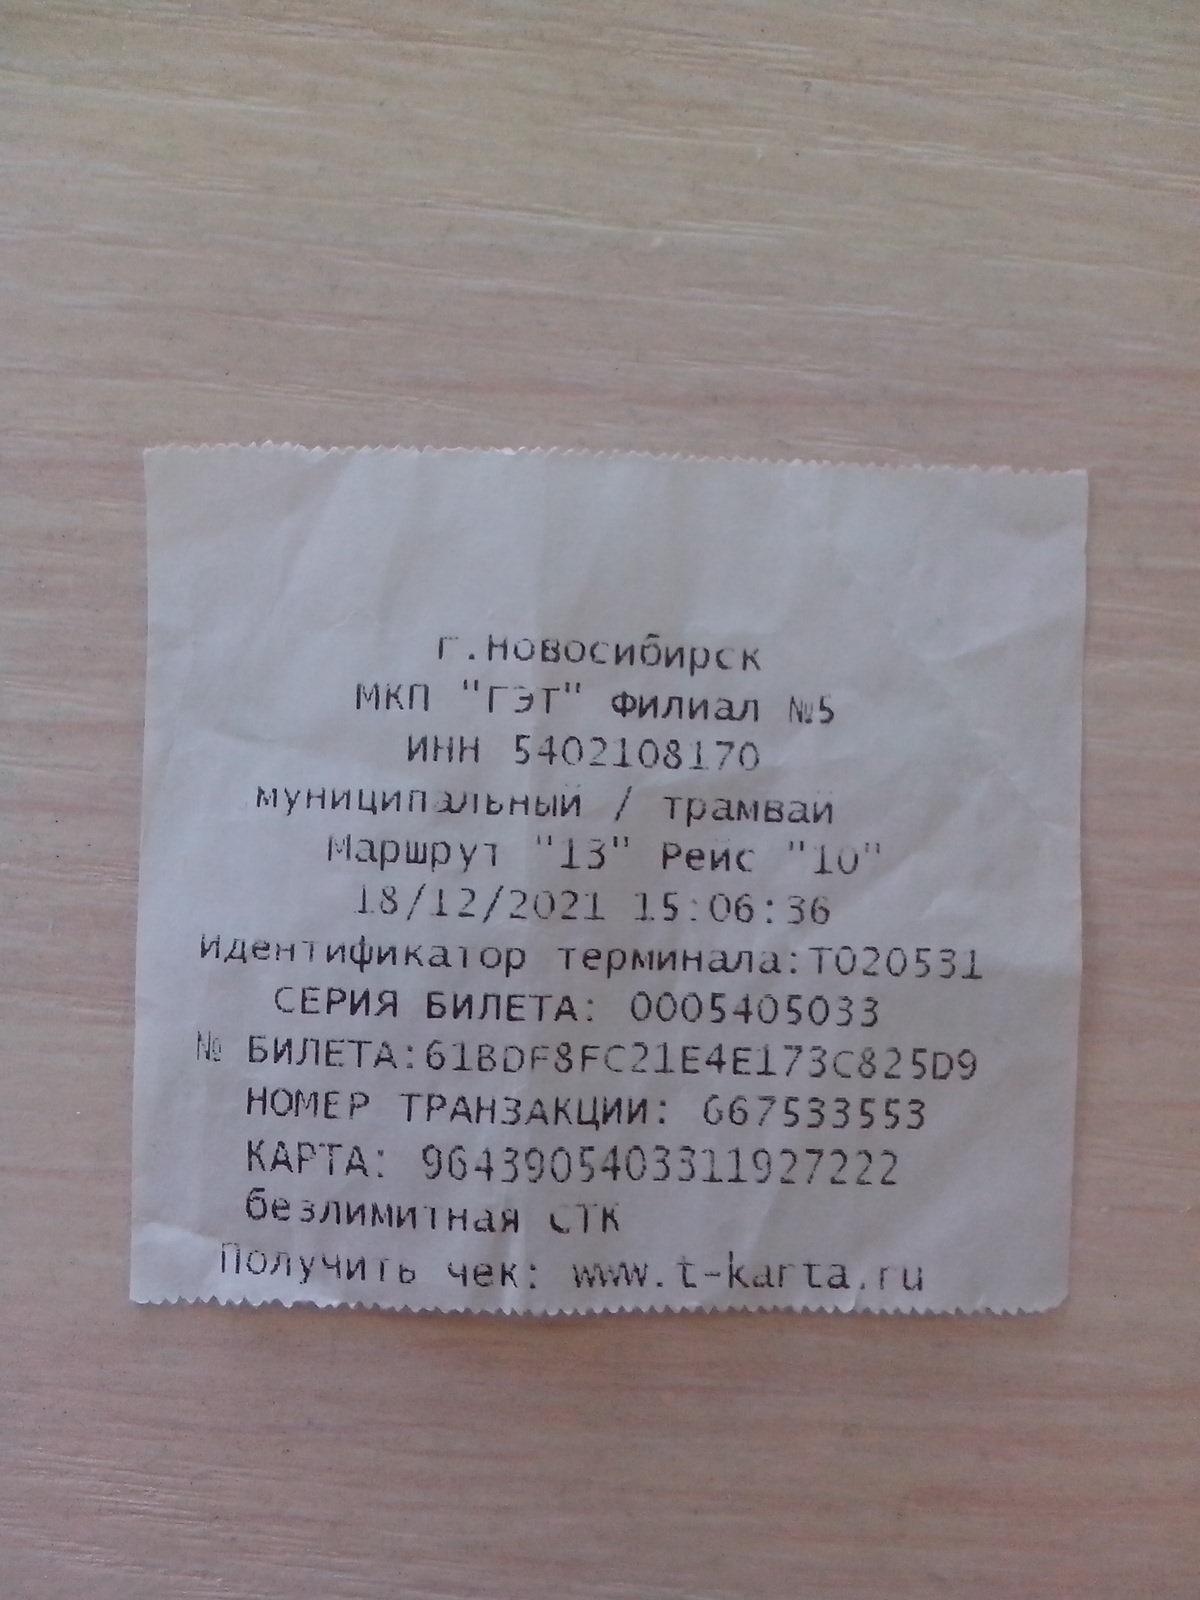 г.Новосибирск
МКП "ГЭТ" Филиал №5
ИНН 5402108170
муниципальный / трамвай
Маршрут "13" Рейс "10"
18/12/2021 15:06:36
Идентификатор терминала:T020531
СЕРИЯ БИЛЕТА: 0005405033
№ БИЛЕТА:61BDF8FC21E4E173C825D9
НОМЕР ТРАНЗАКЦИИ: 667533553
КАРТА: 9643905403311927222
безлимитная СТК
Получить чек: www.t-karta.ru